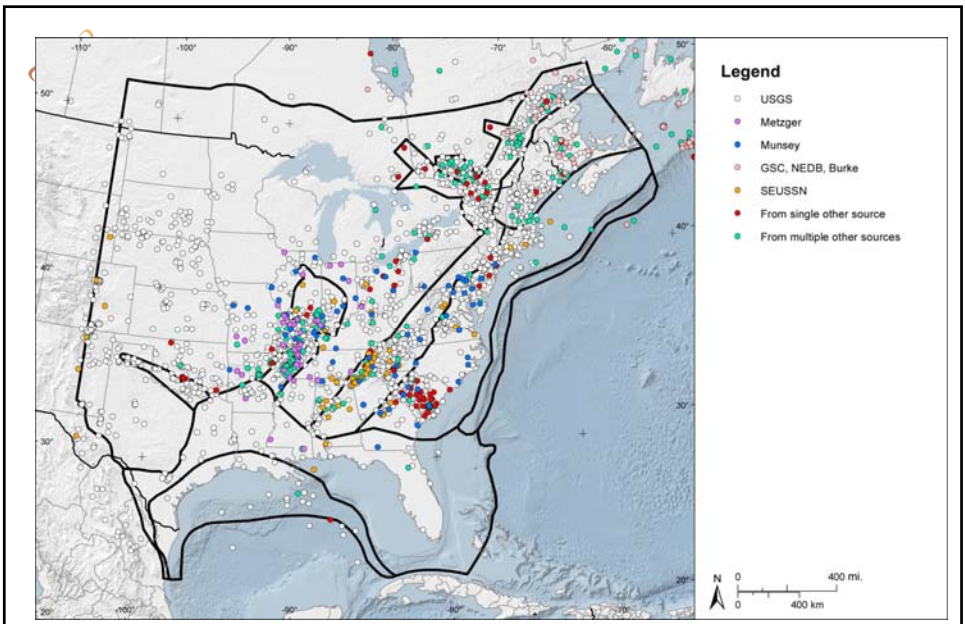 -110°
-100°
-90°
-80°
-70°
-60°
50°
50°
40°
40°
30°
30°
20°
20
-100°
-90°
-80°
-70°
Legend
USGS
Metzger
Munsey
GSC, NEDB, Burke
SEUSSN
From single other source
From multiple other sources
N
0 400 mi.
0 400 km